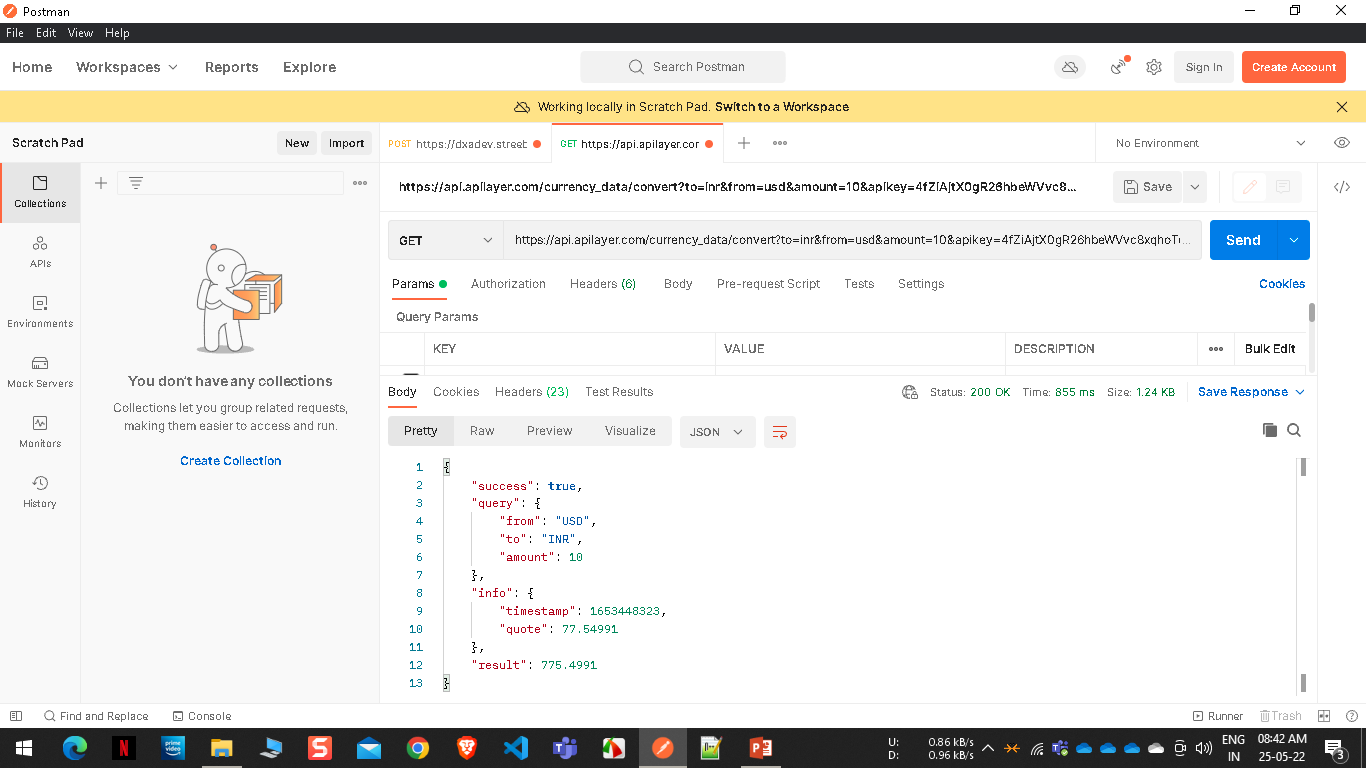 Postman
File Edit View Help
Home Workspaces Reports Explore Search Postman Sign In Create Account
Working locally in Scratch Pad. Switch to a Workspace
Scratch Pad New Import POST https://dxadev.streeb GET https://api.apilayer.cor No Environment
Collections
APIs
Environments
Mock Servers
Monitors
History
You don't have any collections
Collections let you group related requests,
making them easier to access and run.
Create Collection
https://api.apilayer.com/currency_data/convert?to=inr&from=usd&amount=10&apikey=4fZiAjtX0gR26hbeWVvc8... Save
GET https://api.apilayer.com/currency_data/convert?to=inr&from=usd&amount=10&apikey=4fZiAjtX0gR26hbeWVvc8xqhoT... Send
Params Authorization Headers (6) Body Pre-request Script Tests Settings Cookies
Query Params
KEY VALUE DESCRIPTION Bulk Edit
Body Cookies Headers (23) Test Results Status: 200 OK Time: 855 ms Size: 1.24 KB Save Response
Pretty Raw Preview Visualize JSON
1 {
2 "success": true,
3 "query": {
4 "from": "USD",
5 "to": "INR",
6 "amount": 10
7 },
8 "info": {
9 "timestamp": 1653448323,
10 "quote": 77.54991
11 },
12 "result": 775.4991
13 }
Find and Replace Console Runner Trash
U: 0.86 kB/s
D: 0.96 kB/s
ENG
IN
08:42 AM
25-05-22
3